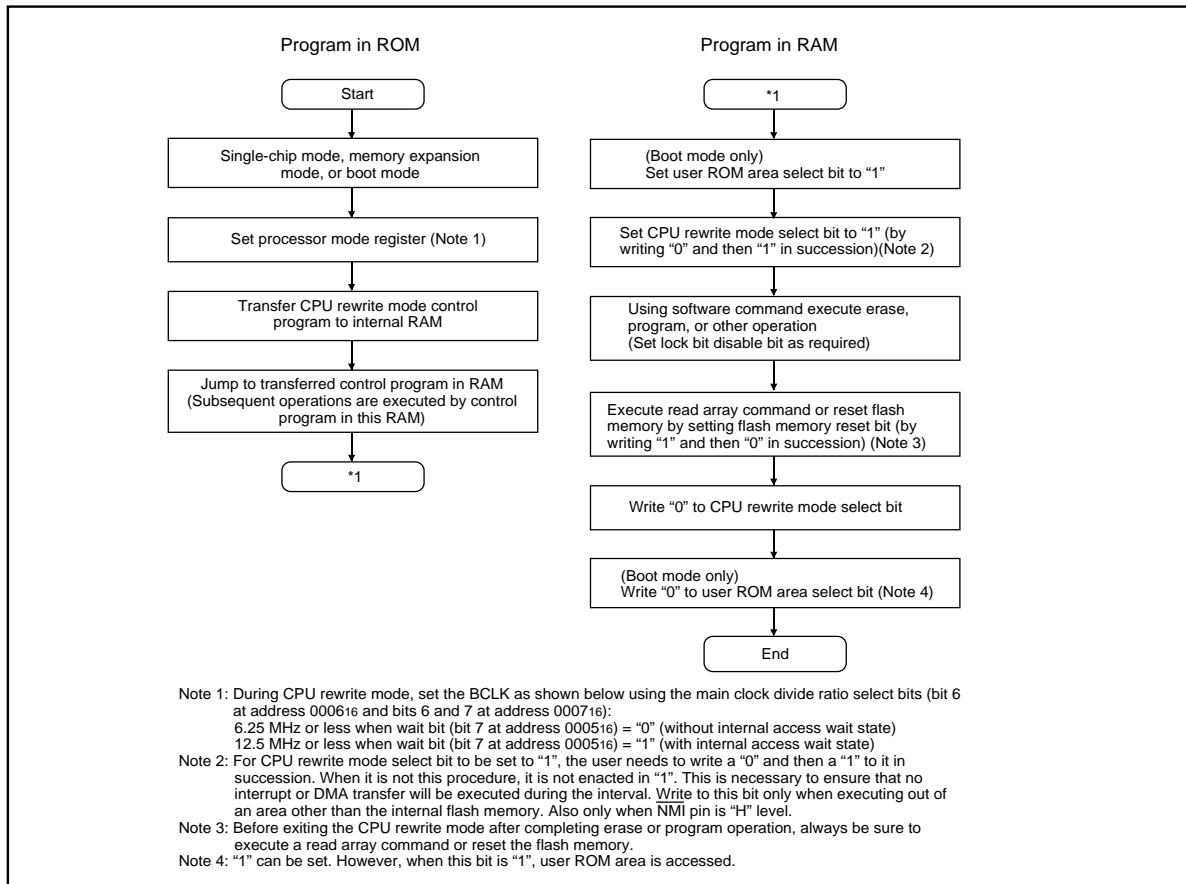 Program in ROM
Start
Single-chip mode, memory expansion
mode, or boot mode
Set processor mode register (Note 1)
Transfer CPU rewrite mode control
program to internal RAM
Jump to transferred control program in RAM
(Subsequent operations are executed by control
program in this RAM)
*1
Program in RAM
*1
(Boot mode only)
Set user ROM area select bit to “1”
Set CPU rewrite mode select bit to “1” (by
writing “0” and then “1” in succession)(Note 2)
Using software command execute erase,
program, or other operation
(Set lock bit disable bit as required)
Execute read array command or reset flash
memory by setting flash memory reset bit (by
writing “1” and then “0” in succession) (Note 3)
Write “0” to CPU rewrite mode select bit
(Boot mode only)
Write “0” to user ROM area select bit (Note 4)
End
Note 1: During CPU rewrite mode, set the BCLK as shown below using the main clock divide ratio select bits (bit 6
at address 000616 and bits 6 and 7 at address 000716):
6.25 MHz or less when wait bit (bit 7 at address 000516) = “0” (without internal access wait state)
12.5 MHz or less when wait bit (bit 7 at address 000516) = “1” (with internal access wait state)
Note 2: For CPU rewrite mode select bit to be set to “1”, the user needs to write a “0” and then a “1” to it in
succession. When it is not this procedure, it is not enacted in “1”. This is necessary to ensure that no
interrupt or DMA transfer will be executed during the interval. Write to this bit only when executing out of
an area other than the internal flash memory. Also only when NMI pin is “H” level.
Note 3: Before exiting the CPU rewrite mode after completing erase or program operation, always be sure to
execute a read array command or reset the flash memory.
Note 4: “1” can be set. However, when this bit is “1”, user ROM area is accessed.